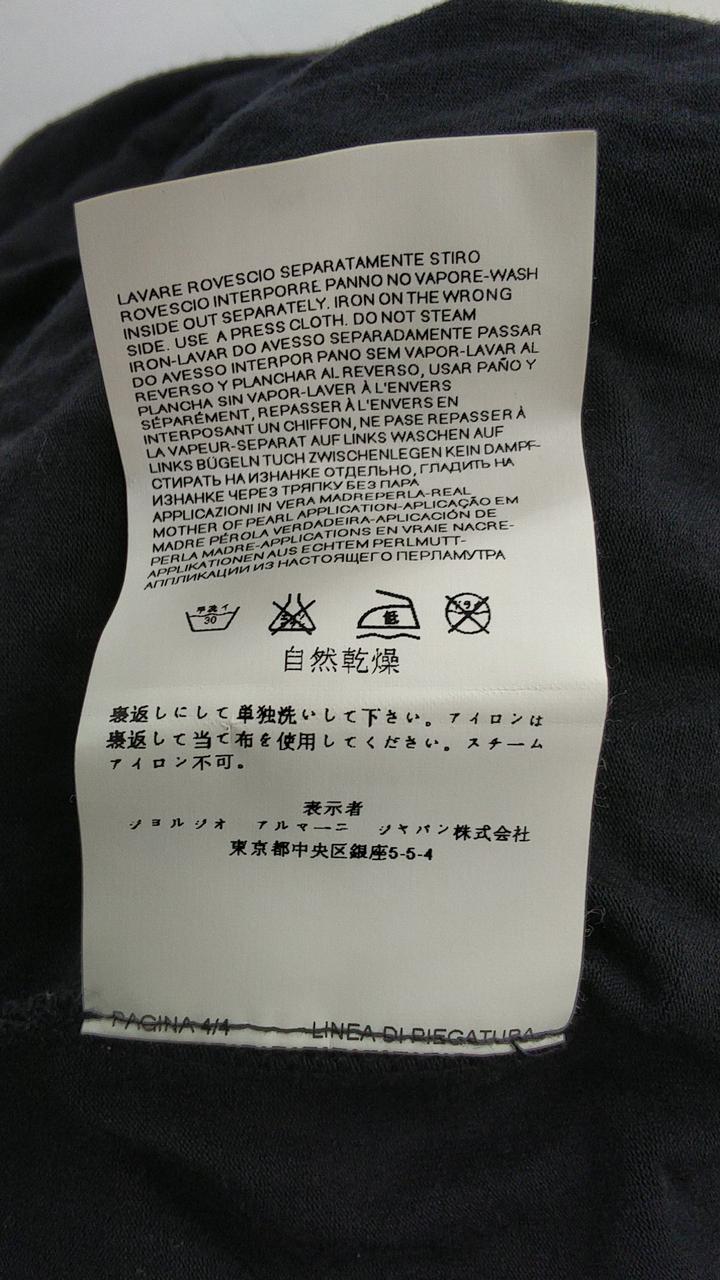 LAVARE ROVESCIO SEPARATAMENTE STIRO
ROVESCIO INTERPORRE PANNO NO VAPORE-WASH
INSIDE OUT SEPARATELY. IRON ON THE WRONG
SIDE. USE A PRESS CLOTH. DO NOT STEAM
IRON-LAVAR DO AVESSO SEPARADAMENTE PASSAR
DO AVESSO INTERPOR PANO SEM VAPOR-LAVAR AL
REVERSO Y PLANCHAR AL REVERSO, USAR PAÑO Y
PLANCHA SIN VAPOR-LAVER À L'ENVERS
SÉPARÉMENT, REPASSER À L'ENVERS EN
INTERPOSANT UN CHIFFON, NE PASE REPASSER À
LA VAPEUR-SEPARAT AUF LINKS WASCHEN AUF
LINKS BÜGELN TUCH ZWISCHENLEGEN KEIN DAMPF-
СТИРАТЬ НА ИЗНАНКЕ ОТДЕЛЬНО, ГЛАДИТЬ НА
ИЗНАНКЕ ЧЕРЕЗ ТРЯПКУ БЕЗ ПАРА
APPLICAZIONI IN VERA MADREPERLA-REAL
MOTHER OF PEARL APPLICATION-APLICAÇÃO EM
MADRE PÉROLA VERDADEIRA-APLICACIÓN DE
PERLA MADRE-APPLICATIONS EN VRAIE NACRE-
APPLIKATIONEN AUS ECHTEM PERLMUTT-
АППЛИКАЦИИ ИЗ НАСТОЯЩЕГО ПЕРЛАМУТРА
手洗イ 30 低
自然乾燥
裏返しにして単独洗いして下さい。アイロンは
裏返して当て布を使用してください。スチーム
アイロン不可。
表示者
ジョルジオ アルマーニ ジャパン株式会社
東京都中央区銀座5-5-4
PAGINA 4/4 LINEA DI PIEGATURA